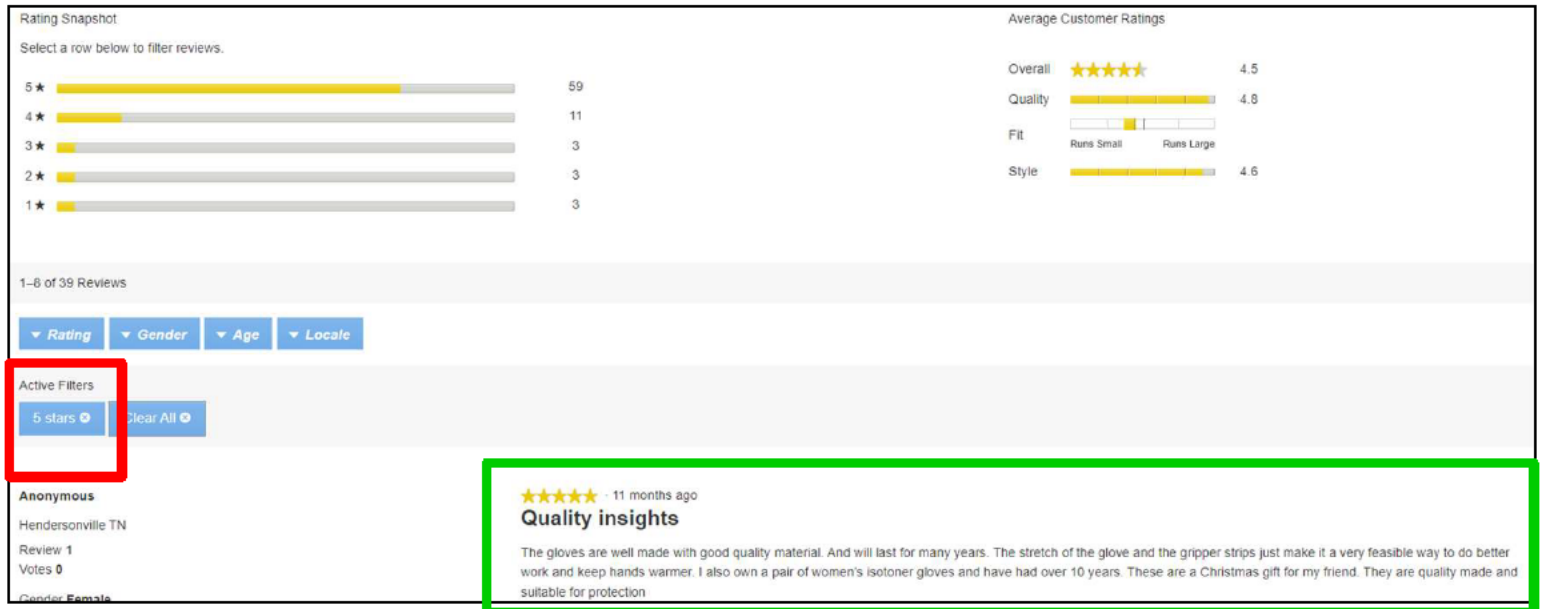 Rating Snapshot
Average Customer Ratings
Select a row below to filter reviews.
Overall 4.5
5★ 59
Quality 4.8
4★ 11
Fit
3★ 3
Runs Small Runs Large
2★ 3
Style 4.6
1★ 3
1–8 of 39 Reviews
Rating Gender Age Locale
Active Filters
5 stars Clear All
Anonymous
· 11 months ago
Quality insights
Hendersonville TN
Review 1
Votes 0
Gender Female
The gloves are well made with good quality material. And will last for many years. The stretch of the glove and the gripper strips just make it a very feasible way to do better
work and keep hands warmer. I also own a pair of women's isotoner gloves and have had over 10 years. These are a Christmas gift for my friend. They are quality made and
suitable for protection